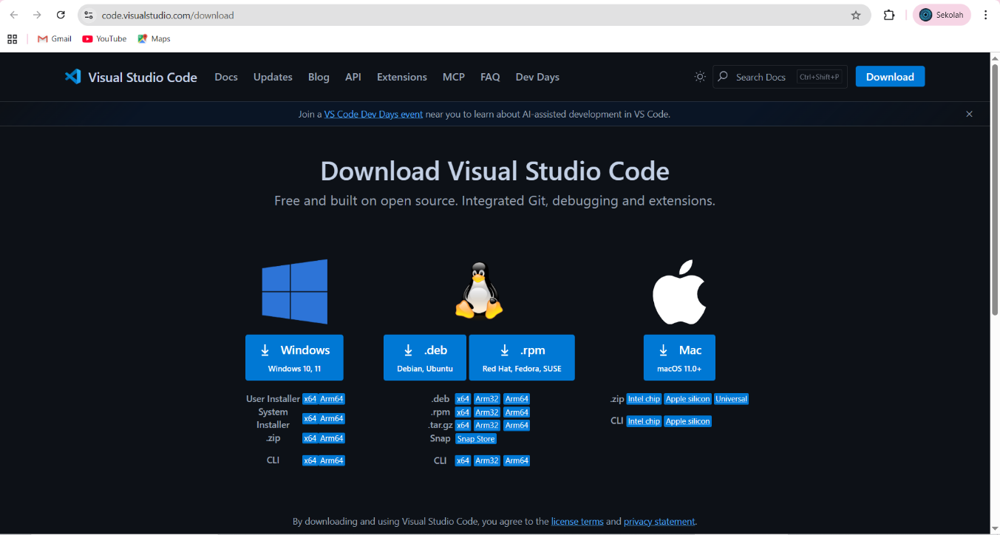 code.visualstudio.com/download
Sekolah
Gmail YouTube Maps
Visual Studio Code Docs Updates Blog API Extensions MCP FAQ Dev Days Search Docs Ctrl+Shift+P Download
Join a VS Code Dev Days event near you to learn about AI-assisted development in VS Code.
Download Visual Studio Code
Free and built on open source. Integrated Git, debugging and extensions.
Windows
Windows 10, 11
User Installer x64 Arm64
System Installer x64 Arm64
.zip x64 Arm64
CLI x64 Arm64
.deb
Debian, Ubuntu
.rpm
Red Hat, Fedora, SUSE
.deb x64 Arm32 Arm64
.rpm x64 Arm32 Arm64
.tar.gz x64 Arm32 Arm64
Snap Snap Store
CLI x64 Arm32 Arm64
Mac
macOS 11.0+
.zip Intel chip Apple silicon Universal
CLI Intel chip Apple silicon
By downloading and using Visual Studio Code, you agree to the license terms and privacy statement.